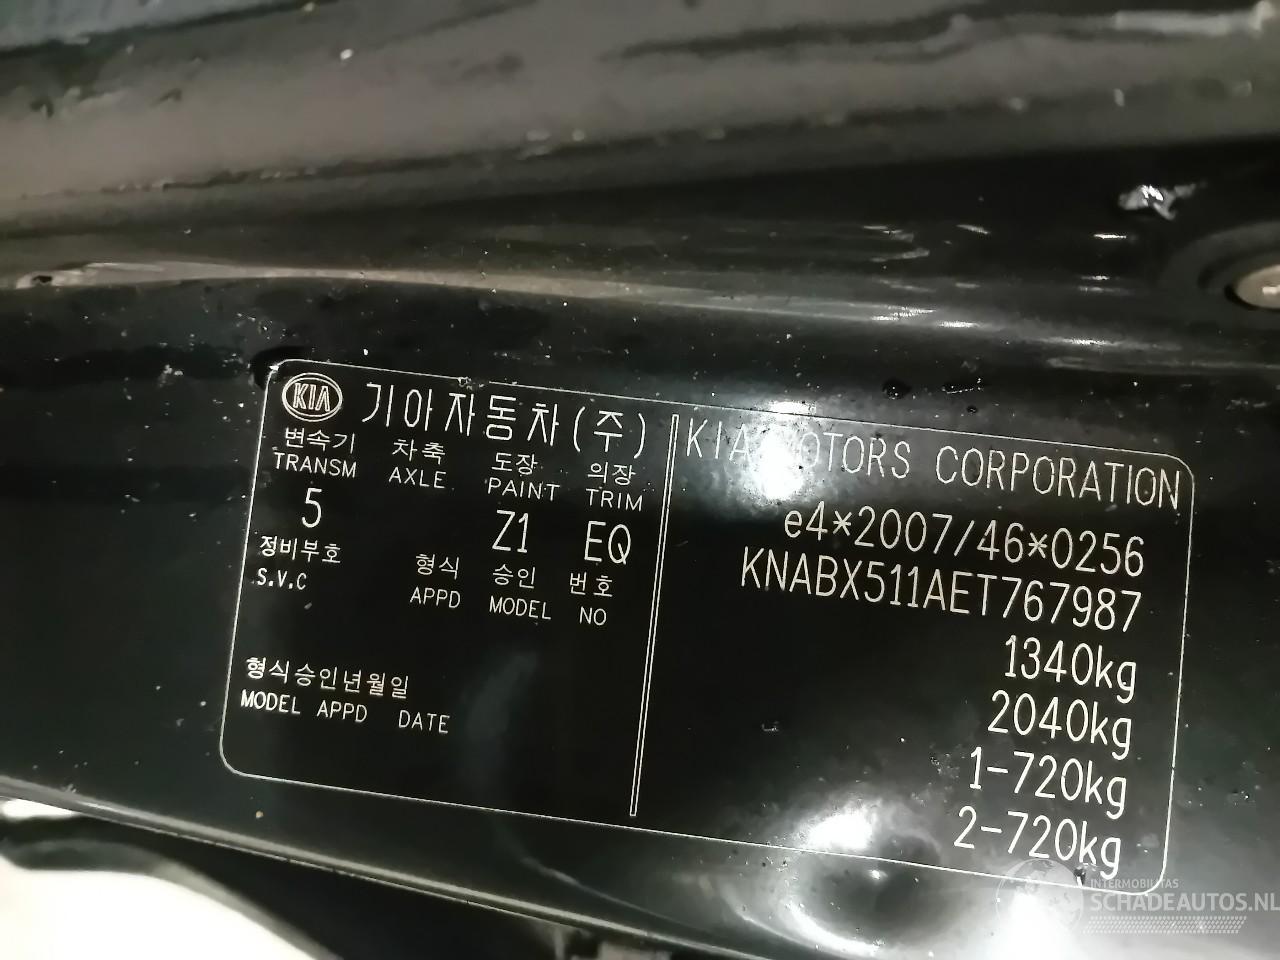 KIA 기아자동차(주)
변속기 차축 도장 의장
TRANSM AXLE PAINT TRIM
5 Z1 EQ
정비부호 형식 승인 번호
S.V.C APPD MODEL NO
형식승인년월일
MODEL APPD DATE
KIA MOTORS CORPORATION
e4*2007/46*0256
KNABX511AET767987
1340kg
2040kg
1-720kg
2-720kg
INTERMOBILITAS
SCHADEAUTOS.NL